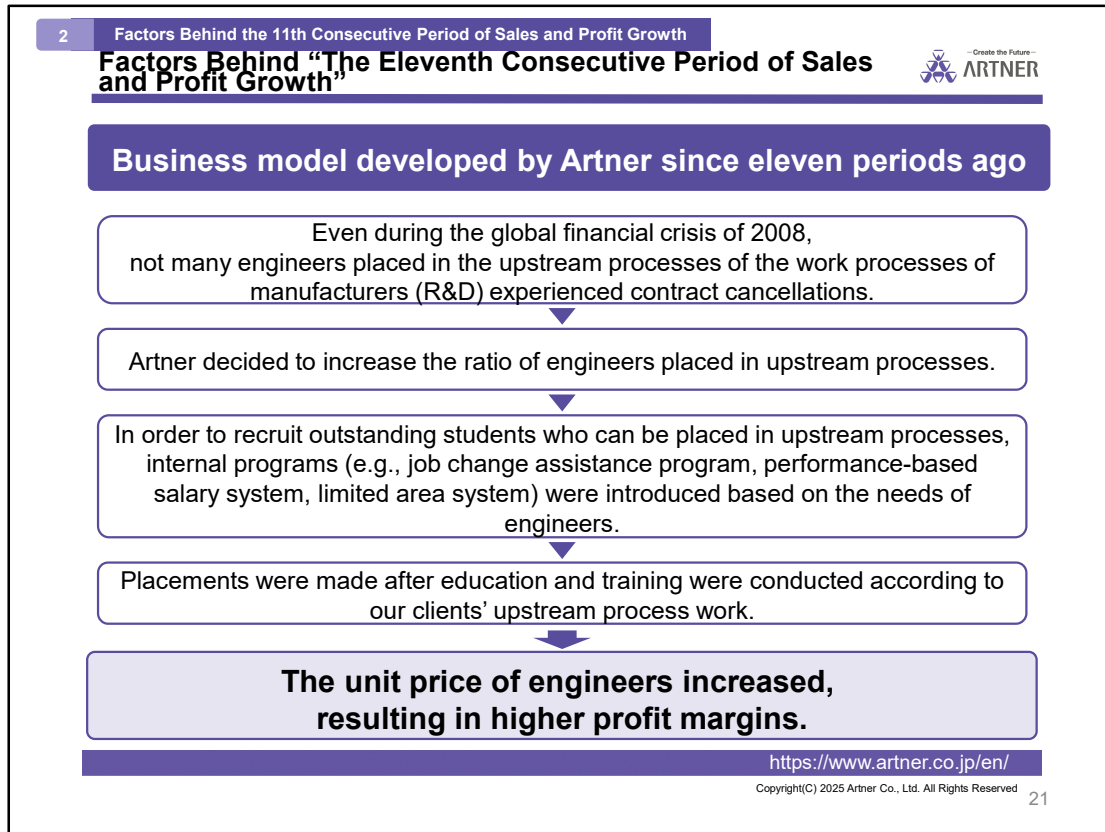 2
Factors Behind the 11th Consecutive Period of Sales and Profit Growth
Factors Behind “The Eleventh Consecutive Period of Sales
and Profit Growth”
–Create the Future–
ARTNER
Business model developed by Artner since eleven periods ago
Even during the global financial crisis of 2008,
not many engineers placed in the upstream processes of the work processes of
manufacturers (R&D) experienced contract cancellations.
Artner decided to increase the ratio of engineers placed in upstream processes.
In order to recruit outstanding students who can be placed in upstream processes,
internal programs (e.g., job change assistance program, performance-based
salary system, limited area system) were introduced based on the needs of
engineers.
Placements were made after education and training were conducted according to
our clients’ upstream process work.
The unit price of engineers increased,
resulting in higher profit margins.
https://www.artner.co.jp/en/
Copyright(C) 2025 Artner Co., Ltd. All Rights Reserved
21